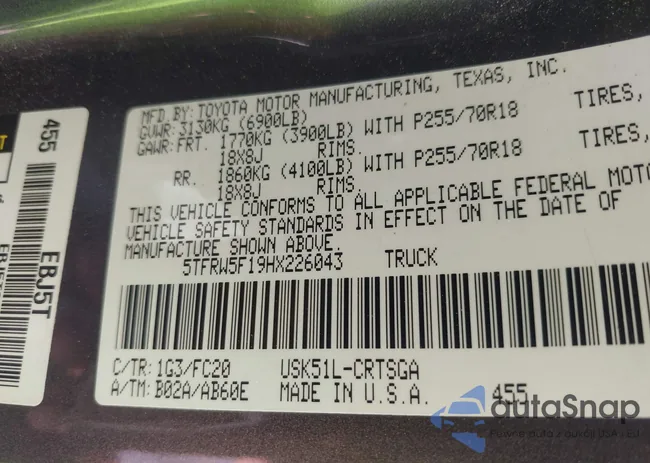 MFD.BY:TOYOTA MOTOR MANUFACTURING, TEXAS, INC.
GVWR:3130KG (6900LB)
GAWR:FRT. 1770KG (3900LB) WITH P255/70R18 TIRES,
18X8J RIMS.
RR. 1860KG (4100LB) WITH P255/70R18 TIRES,
18X8J RIMS.
THIS VEHICLE CONFORMS TO ALL APPLICABLE FEDERAL MOTO
VEHICLE SAFETY STANDARDS IN EFFECT ON THE DATE OF
MANUFACTURE SHOWN ABOVE.
5TFRW5F19HX226043 TRUCK
C/TR: 1G3/FC20 USK51L-CRTSGA
A/TM: B02A/AB60E MADE IN U.S.A. 455
455
EBJ5T
autaSnap